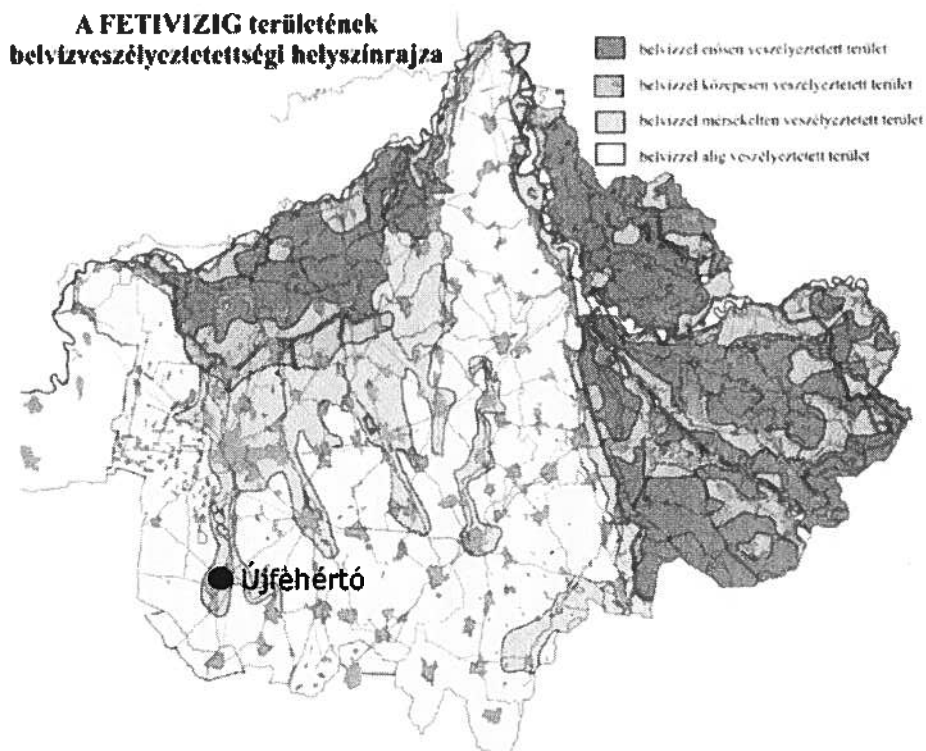 A FETIVIZIG területének
belvízveszélyeztetettségi helyszínrajza
belvízzel erősen veszélyeztetett terület
belvízzel közepesen veszélyeztetett terület
belvízzel mérsékelten veszélyeztetett terület
belvízzel alig veszélyeztetett terület
Újfehértó